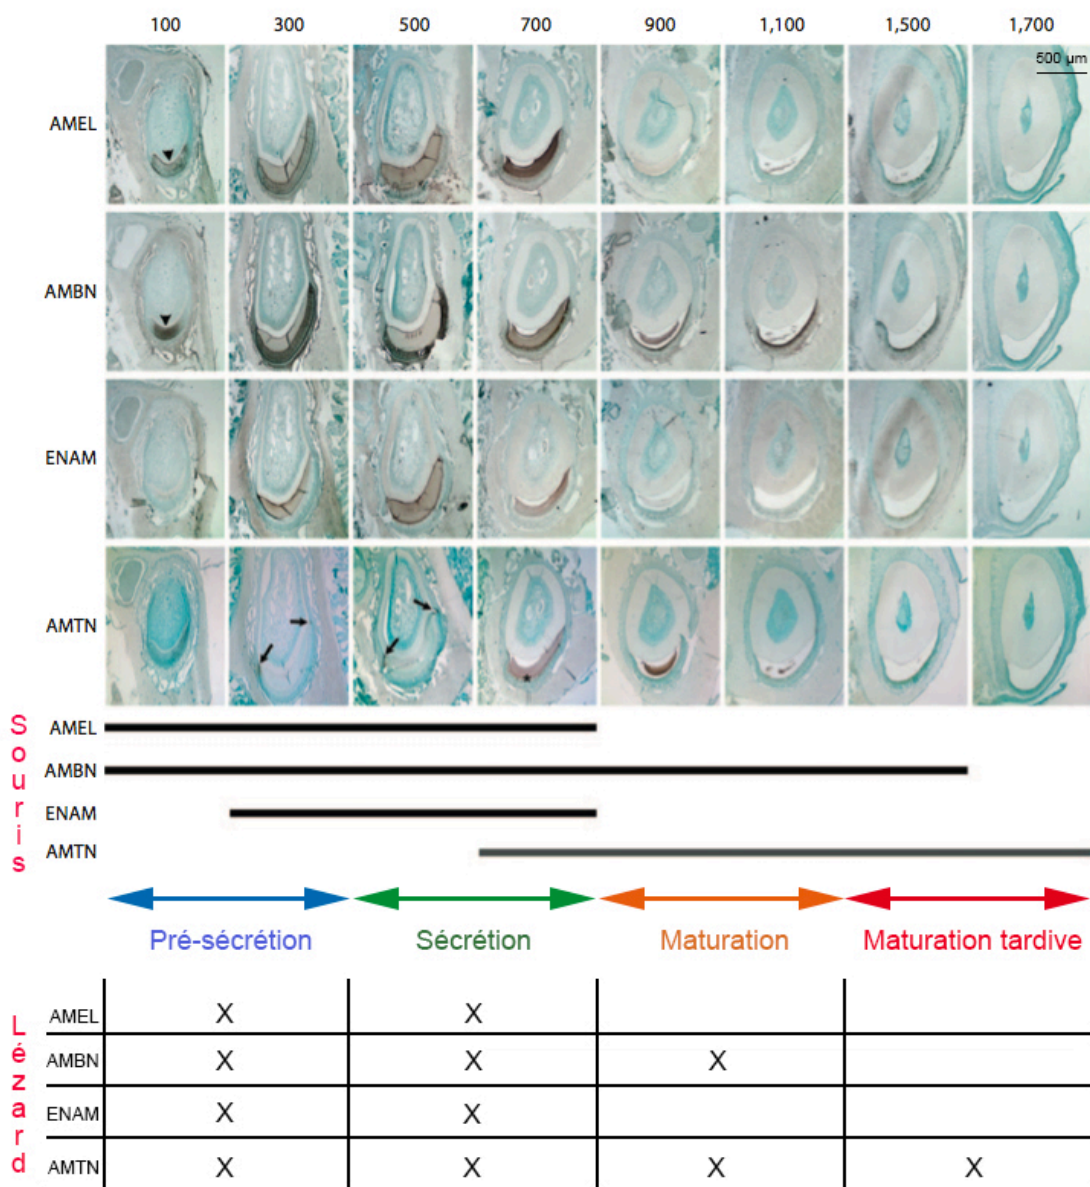 100 300 500 700 900 1,100 1,500 1,700
500 µm
AMEL
AMBN
ENAM
AMTN
Souris
AMEL
AMBN
ENAM
AMTN
Pré-sécrétion Sécrétion Maturation Maturation tardive
Lézard
AMEL X X
AMBN X X X
ENAM X X
AMTN X X X X